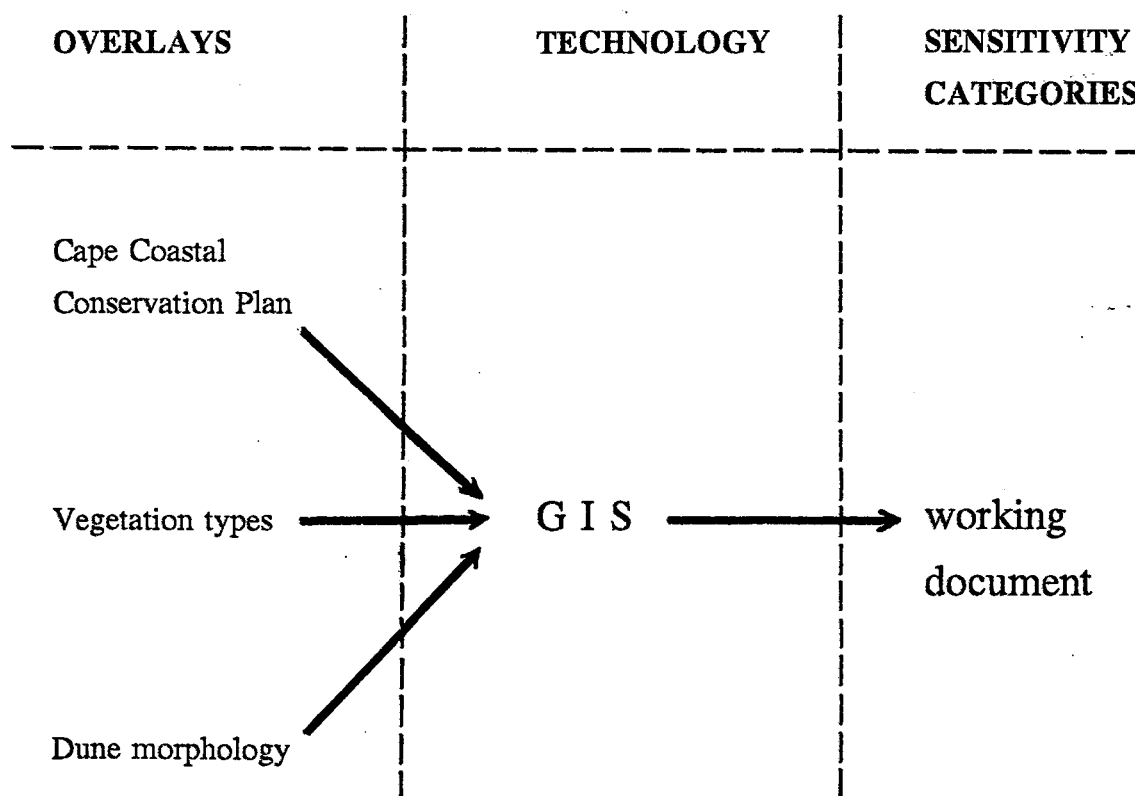 OVERLAYS
TECHNOLOGY
SENSITIVITY
CATEGORIES
Cape Coastal
Conservation Plan
Vegetation types
G I S
working
document
Dune morphology